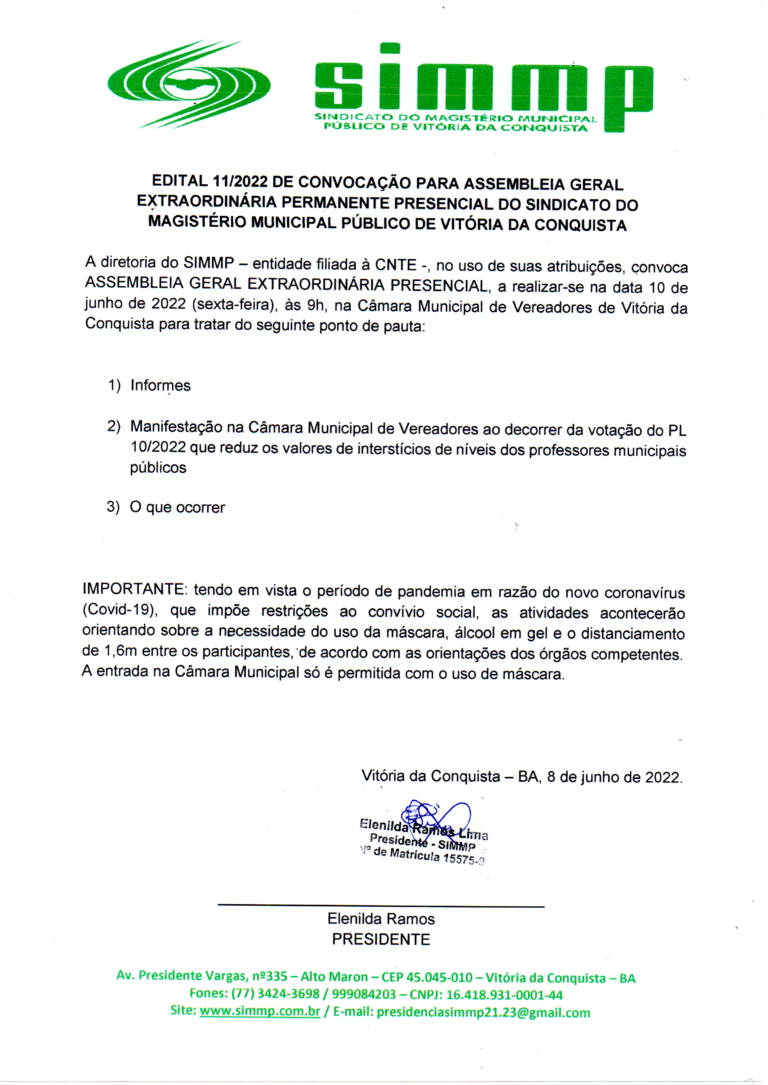 simmp
SINDICATO DO MAGISTÉRIO MUNICIPAL
PÚBLICO DE VITÓRIA DA CONQUISTA
EDITAL 11/2022 DE CONVOCAÇÃO PARA ASSEMBLEIA GERAL
EXTRAORDINÁRIA PERMANENTE PRESENCIAL DO SINDICATO DO
MAGISTÉRIO MUNICIPAL PÚBLICO DE VITÓRIA DA CONQUISTA
A diretoria do SIMMP – entidade filiada à CNTE -, no uso de suas atribuições, convoca
ASSEMBLEIA GERAL EXTRAORDINÁRIA PRESENCIAL, a realizar-se na data 10 de
junho de 2022 (sexta-feira), às 9h, na Câmara Municipal de Vereadores de Vitória da
Conquista para tratar do seguinte ponto de pauta:
1) Informes
2) Manifestação na Câmara Municipal de Vereadores ao decorrer da votação do PL
10/2022 que reduz os valores de interstícios de níveis dos professores municipais
públicos
3) O que ocorrer
IMPORTANTE: tendo em vista o período de pandemia em razão do novo coronavírus
(Covid-19), que impõe restrições ao convívio social, as atividades acontecerão
orientando sobre a necessidade do uso da máscara, álcool em gel e o distanciamento
de 1,6m entre os participantes, de acordo com as orientações dos órgãos competentes.
A entrada na Câmara Municipal só é permitida com o uso de máscara.
Vitória da Conquista – BA, 8 de junho de 2022.
Elenilda Ramos Lima
Presidente - SIMMP
Nº de Matrícula
Elenilda Ramos
PRESIDENTE
Av. Presidente Vargas, nº335 – Alto Maron – CEP 45.045-010 – Vitória da Conquista – BA
Fones: (77) 3424-3698 / 999084203 – CNPJ: 16.418.931-0001-44
Site: www.simmp.com.br / E-mail: presidenciasimmp21.23@gmail.com